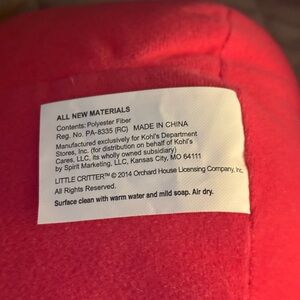 ALL NEW MATERIALS
Contents: Polyester Fiber
Reg. No. PA-8335 (RC) MADE IN CHINA
Manufactured exclusively for Kohl's Department
Stores, Inc. (for distribution on behalf of Kohl's
Cares, LLC, its wholly owned subsidiary)
by Spirit Marketing, LLC, Kansas City, MO 64111
LITTLE CRITTER™ © 2014 Orchard House Licensing Company, Inc.
All Rights Reserved.
Surface clean with warm water and mild soap. Air dry.